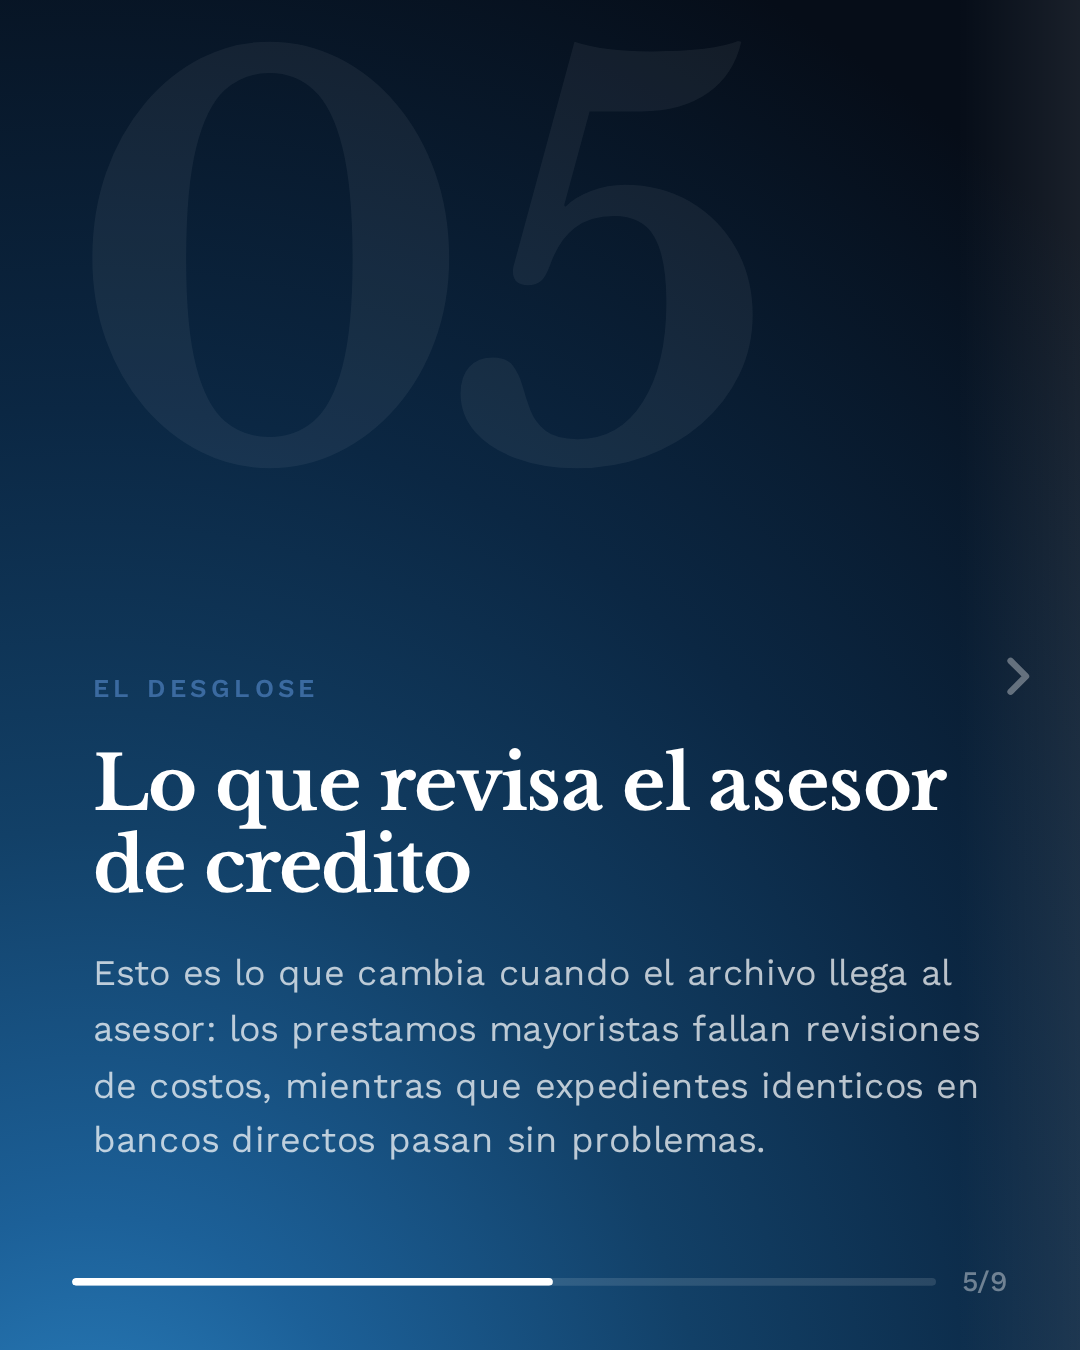 05
EL DESGLOSE
Lo que revisa el asesor
de credito
Esto es lo que cambia cuando el archivo llega al
asesor: los prestamos mayoristas fallan revisiones
de costos, mientras que expedientes identicos en
bancos directos pasan sin problemas.
5/9